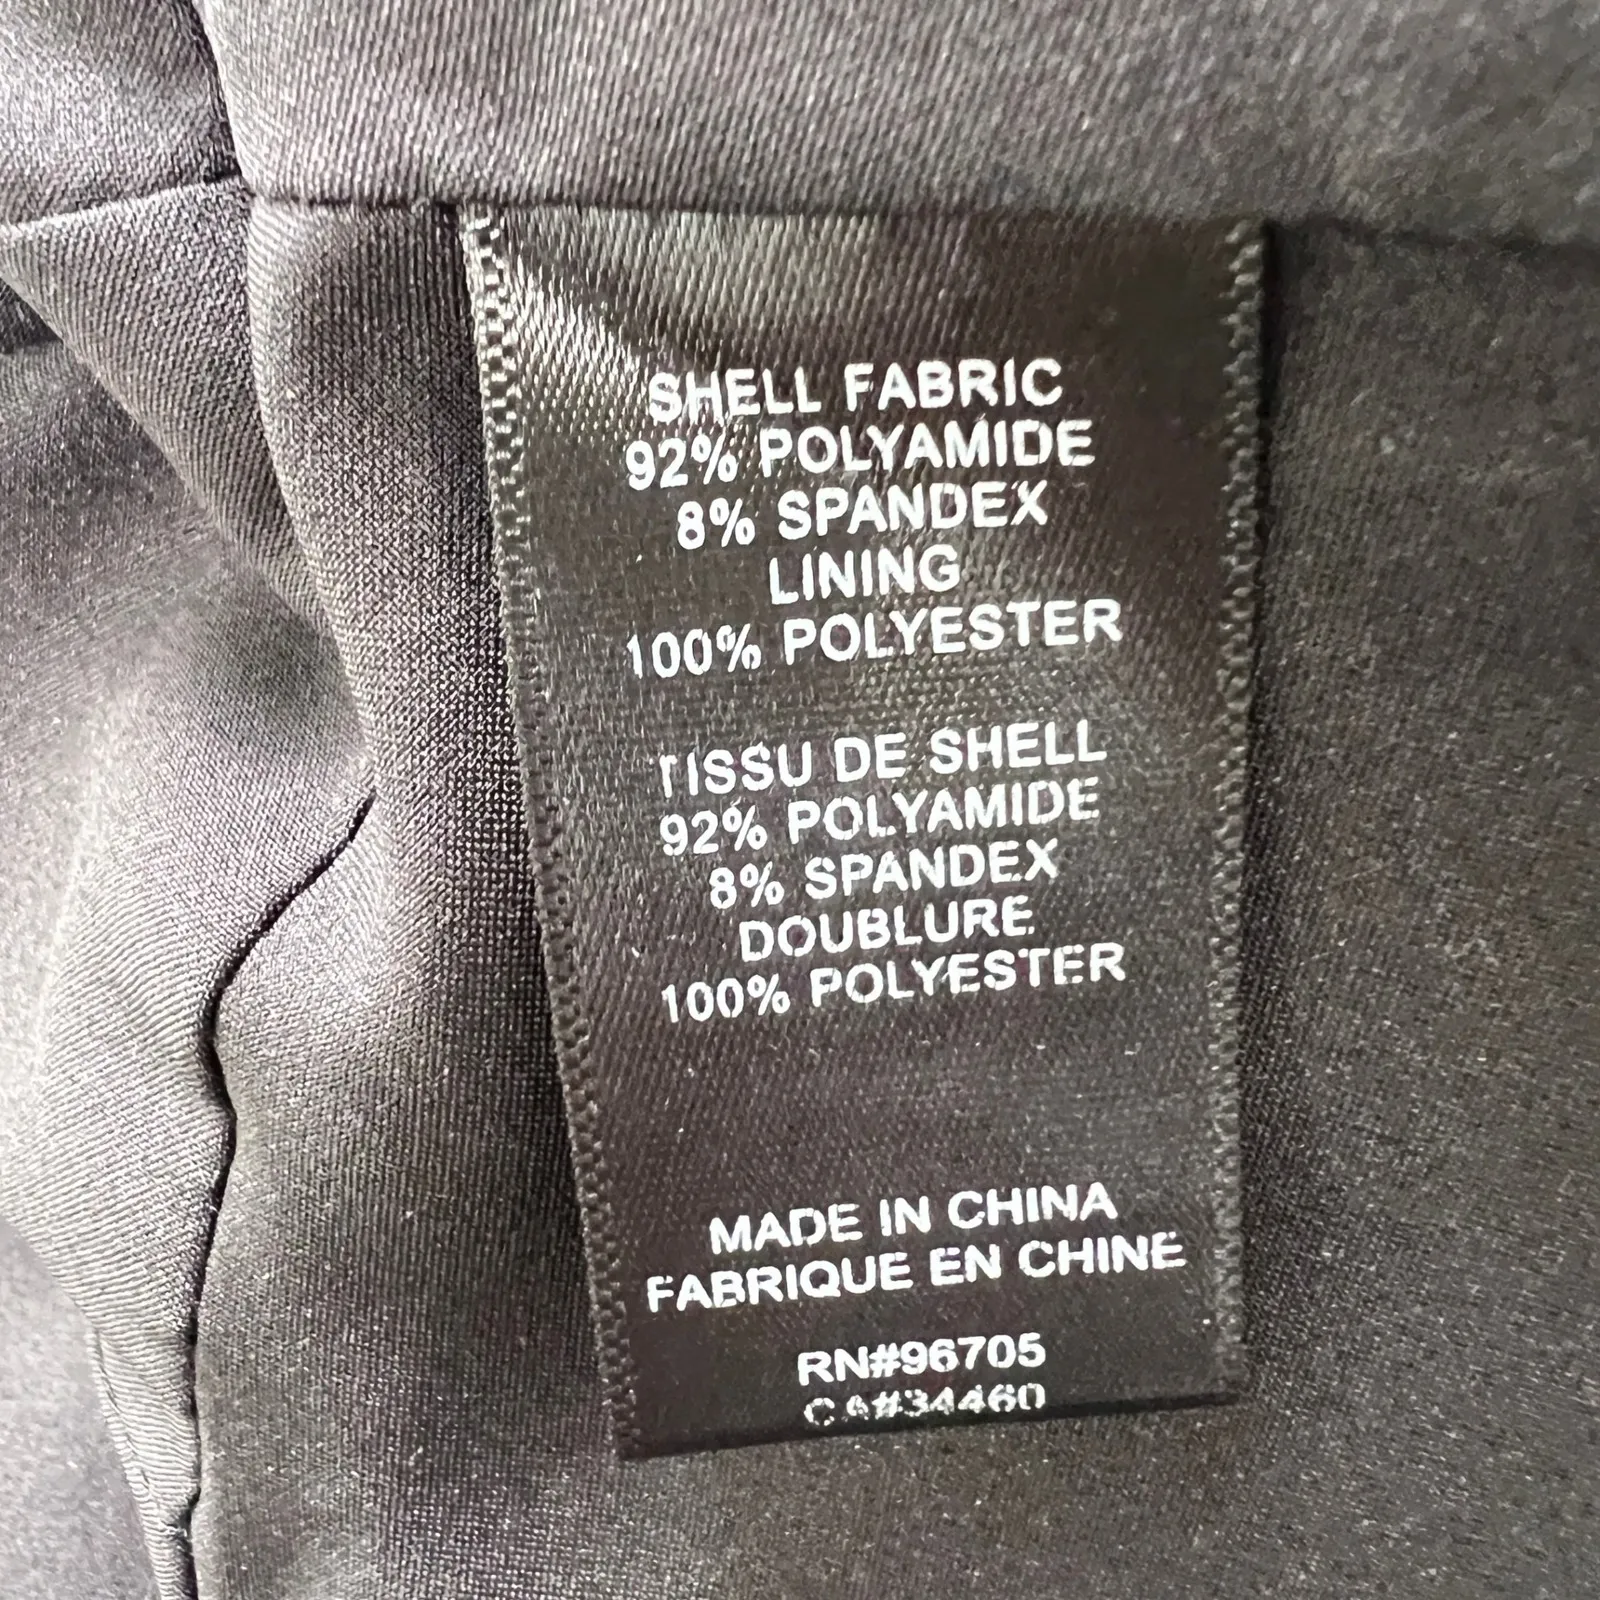 SHELL FABRIC
92% POLYAMIDE
8% SPANDEX
LINING
100% POLYESTER
TISSU DE SHELL
92% POLYAMIDE
8% SPANDEX
DOUBLURE
100% POLYESTER
MADE IN CHINA
FABRIQUE EN CHINE
RN#96705
CA#34460